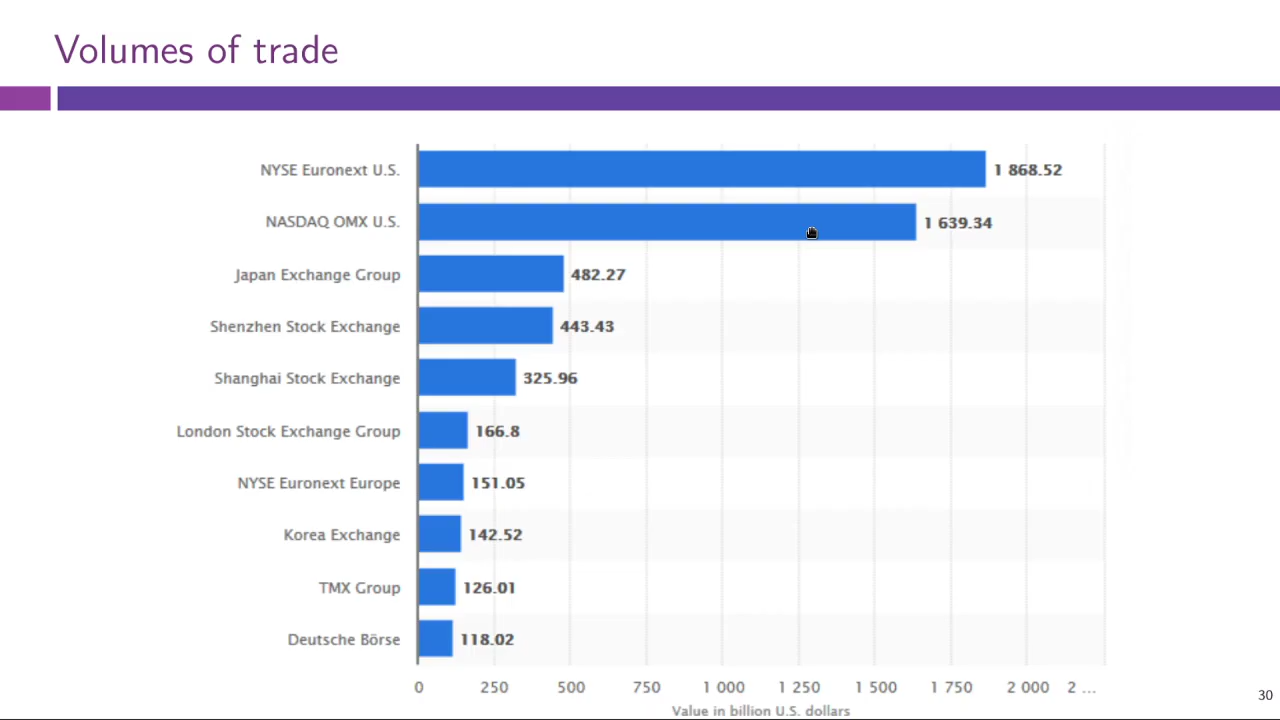 Volumes of trade
NYSE Euronext U.S. 1 868.52
NASDAQ OMX U.S. 1 639.34
Japan Exchange Group 482.27
Shenzhen Stock Exchange 443.43
Shanghai Stock Exchange 325.96
London Stock Exchange Group 166.8
NYSE Euronext Europe 151.05
Korea Exchange 142.52
TMX Group 126.01
Deutsche Börse 118.02
0 250 500 750 1 000 1 250 1 500 1 750 2 000 2 ...
Value in billion U.S. dollars
30